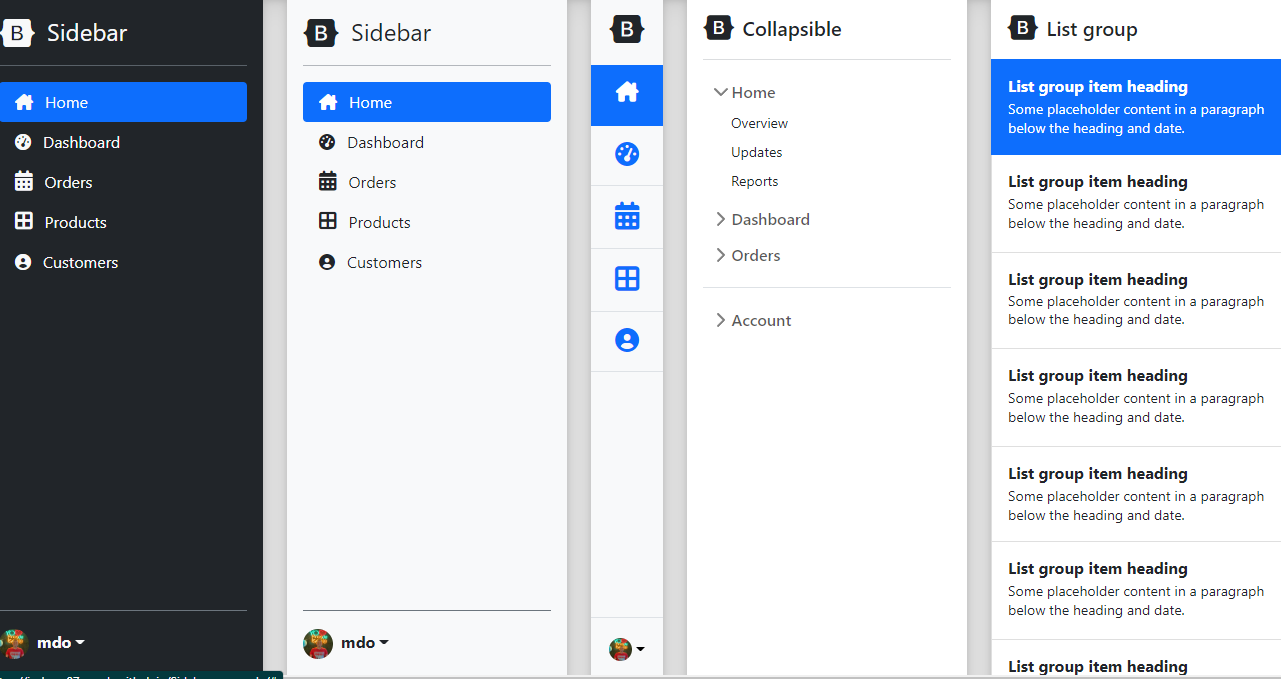 B Sidebar
Home
Dashboard
Orders
Products
Customers
mdo
B Sidebar
Home
Dashboard
Orders
Products
Customers
mdo
B
B Collapsible
Home
Overview
Updates
Reports
Dashboard
Orders
Account
B List group
List group item heading
Some placeholder content in a paragraph
below the heading and date.
List group item heading
Some placeholder content in a paragraph
below the heading and date.
List group item heading
Some placeholder content in a paragraph
below the heading and date.
List group item heading
Some placeholder content in a paragraph
below the heading and date.
List group item heading
Some placeholder content in a paragraph
below the heading and date.
List group item heading
Some placeholder content in a paragraph
below the heading and date.
List group item heading